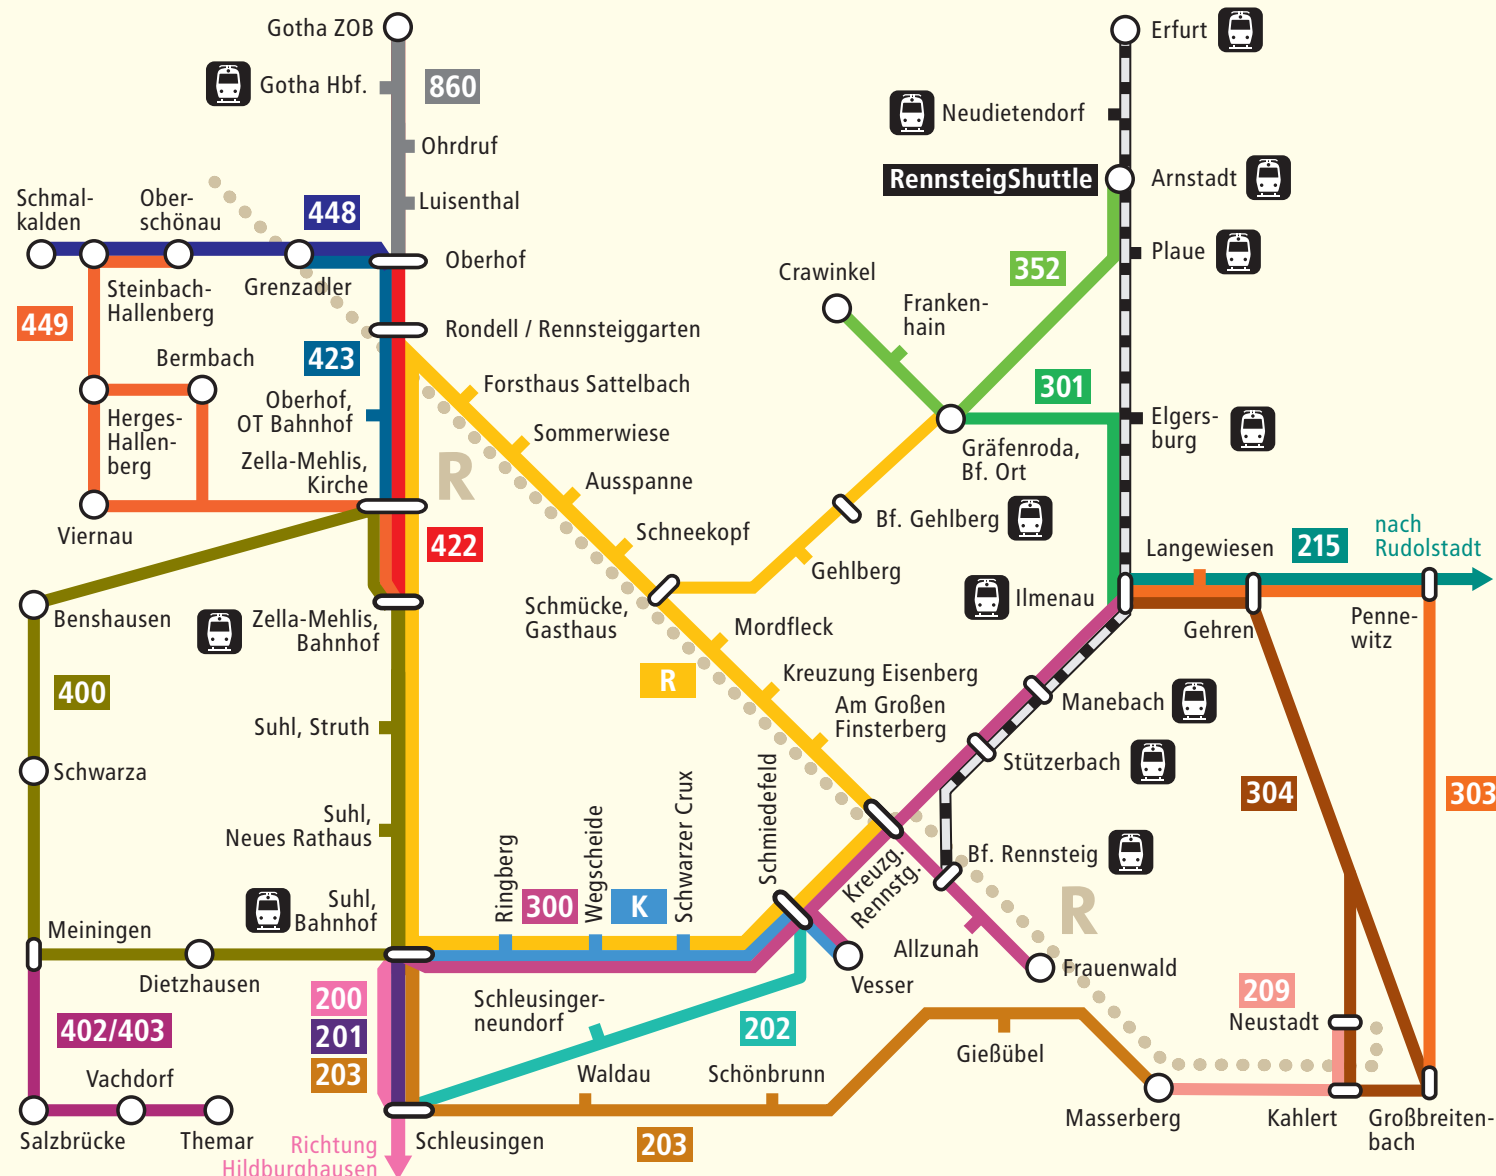 Gotha ZOB
Gotha Hbf.
860
Ohrdruf
Luisenthal
Erfurt
Neudietendorf
RennsteigShuttle
Arnstadt
Plaue
Schmal-
kalden
Ober-
schönau
448
Oberhof
Steinbach-
Hallenberg
Grenzadler
449
Rondell / Rennsteiggarten
423
Bermbach
Oberhof,
OT Bahnhof
Herges-
Hallen-
berg
Zella-Mehlis,
Kirche
Viernau
422
R
Forsthaus Sattelbach
Sommerwiese
Ausspanne
Schneekopf
Crawinkel
Franken-
hain
352
301
Elgers-
burg
Gräfenroda,
Bf. Ort
Bf. Gehlberg
Gehlberg
Schmücke,
Gasthaus
Mordfleck
R
Kreuzung Eisenberg
Am Großen
Finsterberg
Langewiesen
215
nach
Rudolstadt
Ilmenau
Gehren
Penne-
witz
Manebach
Stützerbach
304
303
Benshausen
Zella-Mehlis,
Bahnhof
400
Suhl, Struth
Schwarza
Suhl,
Neues Rathaus
Suhl,
Bahnhof
Ringberg
300
Wegscheide
K
Schwarzer Crux
Schmiedefeld
Kreuzg.
Rennstg.
Bf. Rennsteig
R
Allzunah
Frauenwald
Vesser
Meiningen
Dietzhausen
402/403
Vachdorf
Salzbrücke
Themar
200
201
203
Schleusinger-
neundorf
202
Waldau
Schönbrunn
Gießübel
209
Neustadt
Masserberg
Kahlert
Großbreiten-
bach
Richtung
Hildburghausen
Schleusingen
203